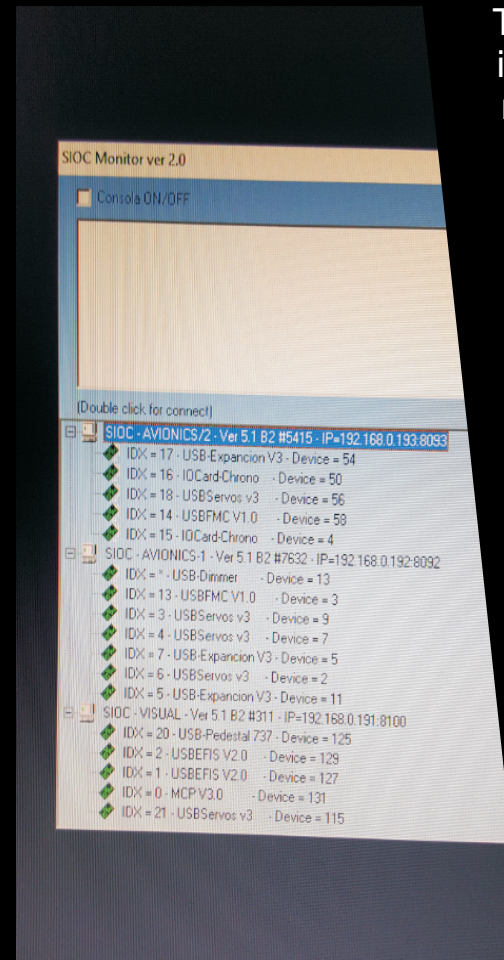 SIOC Monitor ver 2.0
Consola ON/OFF
(Double click for connect)
SIOC - AVIONICS/2 - Ver 5.1 B2 #5415 - IP=192.168.0.193:8093
IDX = 17 - USB-Expancion V3 - Device = 54
IDX = 16 - IOCard-Chrono - Device = 50
IDX = 18 - USBServos v3 - Device = 56
IDX = 14 - USBFMC V1.0 - Device = 58
IDX = 15 - IOCard-Chrono - Device = 4
SIOC - AVIONICS-1 - Ver 5.1 B2 #7632 - IP=192.168.0.192:8092
IDX = * - USB-Dimmer - Device = 13
IDX = 13 - USBFMC V1.0 - Device = 3
IDX = 3 - USBServos v3 - Device = 9
IDX = 4 - USBServos v3 - Device = 7
IDX = 7 - USB-Expancion V3 - Device = 5
IDX = 6 - USBServos v3 - Device = 2
IDX = 5 - USB-Expancion V3 - Device = 11
SIOC - VISUAL - Ver 5.1 B2 #311 - IP=192.168.0.191:8100
IDX = 20 - USB-Pedestal 737 - Device = 125
IDX = 2 - USBEFIS V2.0 - Device = 129
IDX = 1 - USBEFIS V2.0 - Device = 127
IDX = 0 - MCP V3.0 - Device = 131
IDX = 21 - USBServos v3 - Device = 115